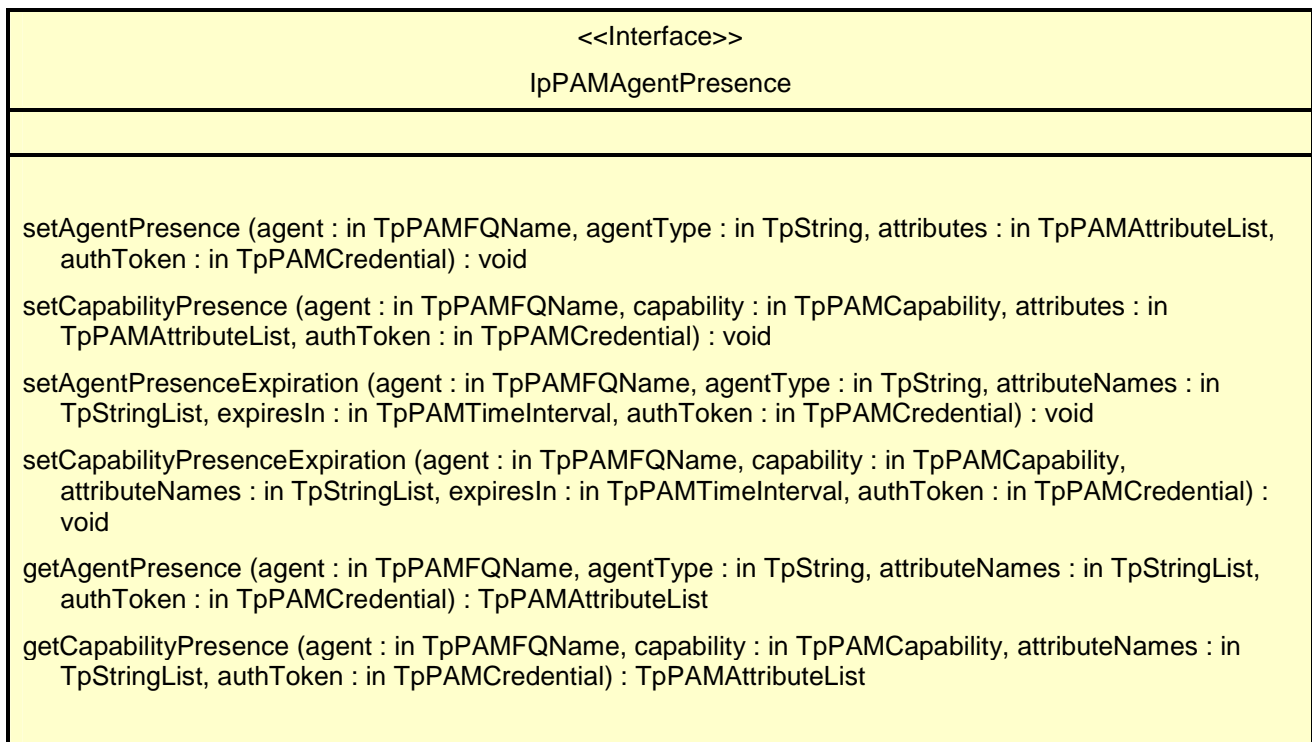 <<Interface>>
IpPAMAgentPresence
setAgentPresence (agent : in TpPAMFQName, agentType : in TpString, attributes : in TpPAMAttributeList,
authToken : in TpPAMCredential) : void
setCapabilityPresence (agent : in TpPAMFQName, capability : in TpPAMCapability, attributes : in
TpPAMAttributeList, authToken : in TpPAMCredential) : void
setAgentPresenceExpiration (agent : in TpPAMFQName, agentType : in TpString, attributeNames : in
TpStringList, expiresIn : in TpPAMTimeInterval, authToken : in TpPAMCredential) : void
setCapabilityPresenceExpiration (agent : in TpPAMFQName, capability : in TpPAMCapability,
attributeNames : in TpStringList, expiresIn : in TpPAMTimeInterval, authToken : in TpPAMCredential) :
void
getAgentPresence (agent : in TpPAMFQName, agentType : in TpString, attributeNames : in TpStringList,
authToken : in TpPAMCredential) : TpPAMAttributeList
getCapabilityPresence (agent : in TpPAMFQName, capability : in TpPAMCapability, attributeNames : in
TpStringList, authToken : in TpPAMCredential) : TpPAMAttributeList